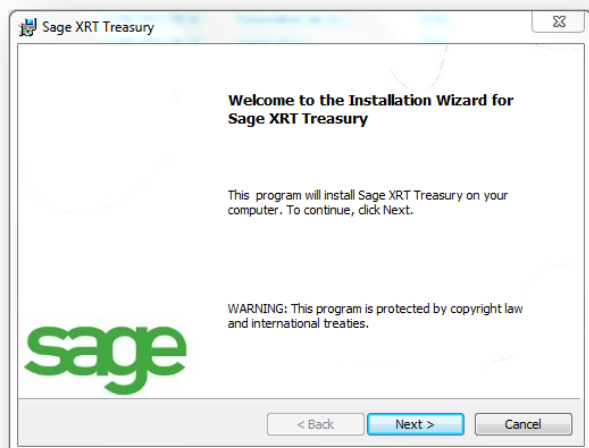 Sage XRT Treasury
Welcome to the Installation Wizard for
Sage XRT Treasury
This program will install Sage XRT Treasury on your
computer. To continue, click Next.
WARNING: This program is protected by copyright law
and international treaties.
sage
< Back Next > Cancel